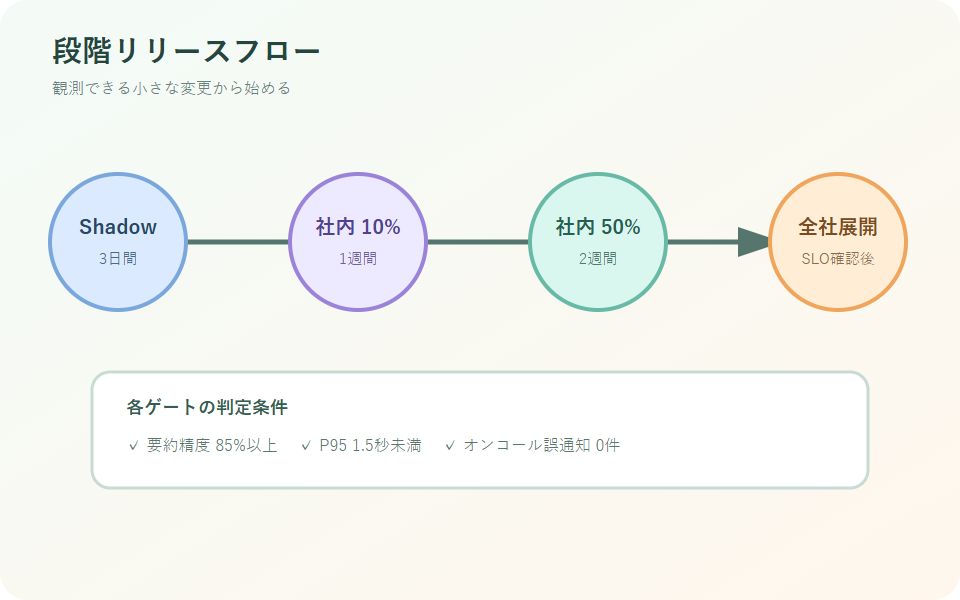 段階リリースフロー
観測できる小さな変更から始める
Shadow
3日間
社内 10%
1週間
社内 50%
2週間
全社展開
SLO確認後
各ゲートの判定条件
✓ 要約精度 85%以上 ✓ P95 1.5秒未満 ✓ オンコール誤通知 0件